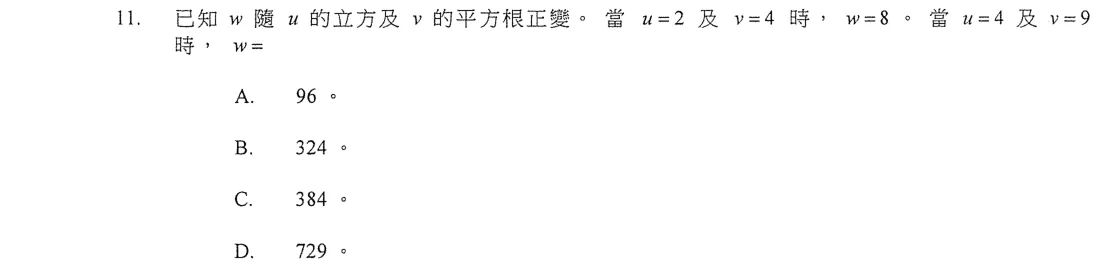 11. 已知 w 隨 u 的立方及 v 的平方根正變。 當 u=2 及 v=4 時， w=8 。 當 u=4 及 v=9
時， w=
A. 96 。
B. 324 。
C. 384 。
D. 729 。